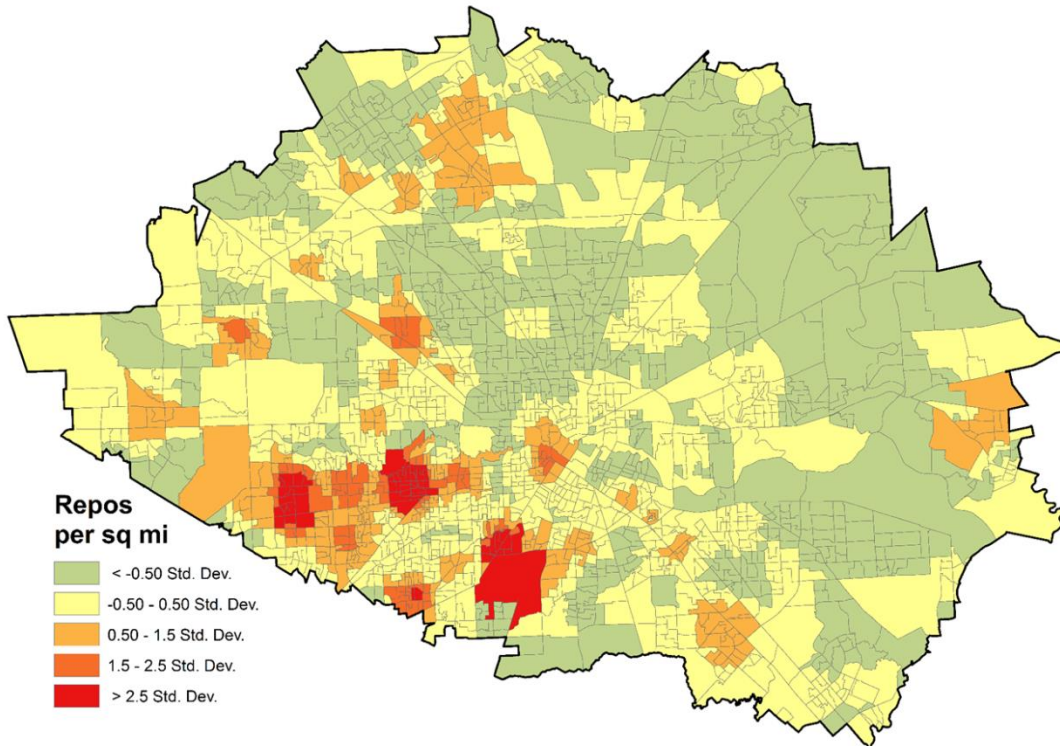 Repos
per sq mi
< -0.50 Std. Dev.
-0.50 - 0.50 Std. Dev.
0.50 - 1.5 Std. Dev.
1.5 - 2.5 Std. Dev.
> 2.5 Std. Dev.